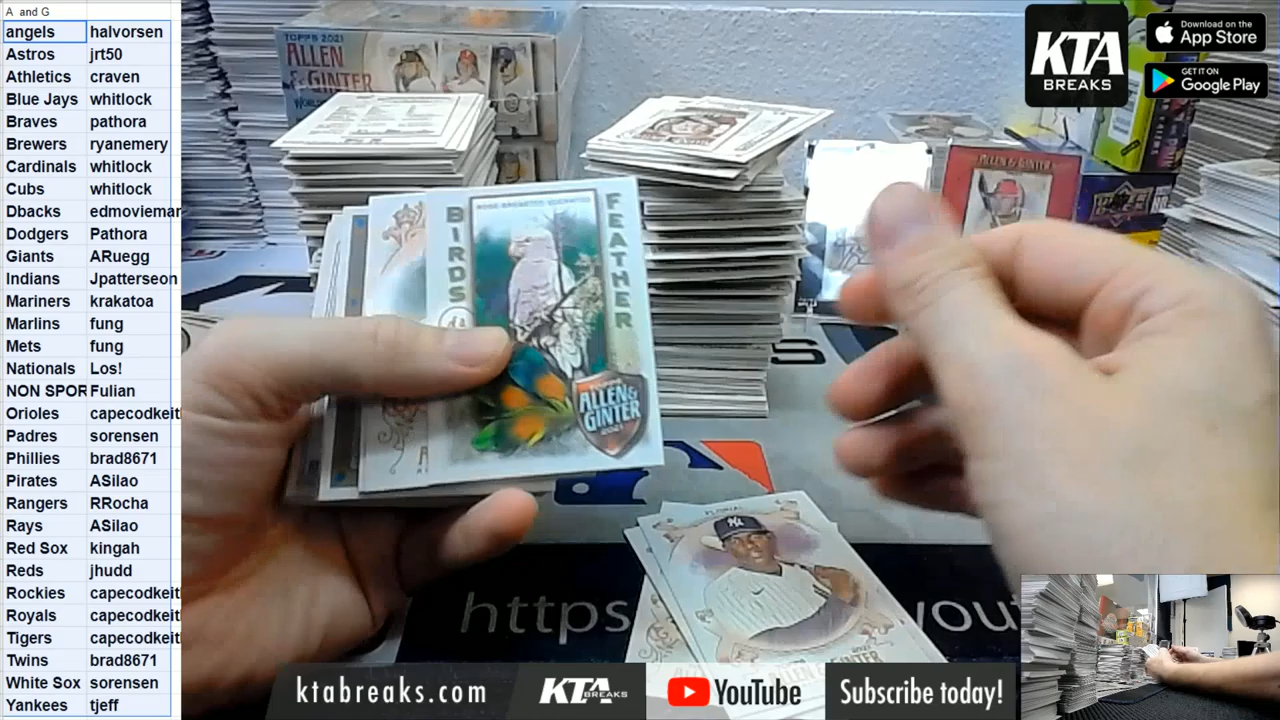 A and G
angels halvorsen
Astros jrt50
Athletics craven
Blue Jays whitlock
Braves pathora
Brewers ryanemery
Cardinals whitlock
Cubs whitlock
Dbacks edmoviemar
Dodgers Pathora
Giants ARuegg
Indians Jpatterseon
Mariners krakatoa
Marlins fung
Mets fung
Nationals Los!
NON SPOR Fulian
Orioles capecodkeit
Padres sorensen
Phillies brad8671
Pirates ASilao
Rangers RRocha
Rays ASilao
Red Sox kingah
Reds jhudd
Rockies capecodkeit
Royals capecodkeit
Tigers capecodkeit
Twins brad8671
White Sox sorensen
Yankees tjeff
TOPPS 2021
ALLEN
& GINTER
KTA
BREAKS
Download on the
App Store
GET IT ON
Google Play
ALLEN & GINTER
BIRDS
FEATHER
TOPPS
ALLEN &
GINTER
2021
FLORIAL
NY
GINTER
https
you
ktabreaks.com
KTA BREAKS
YouTube
Subscribe today!